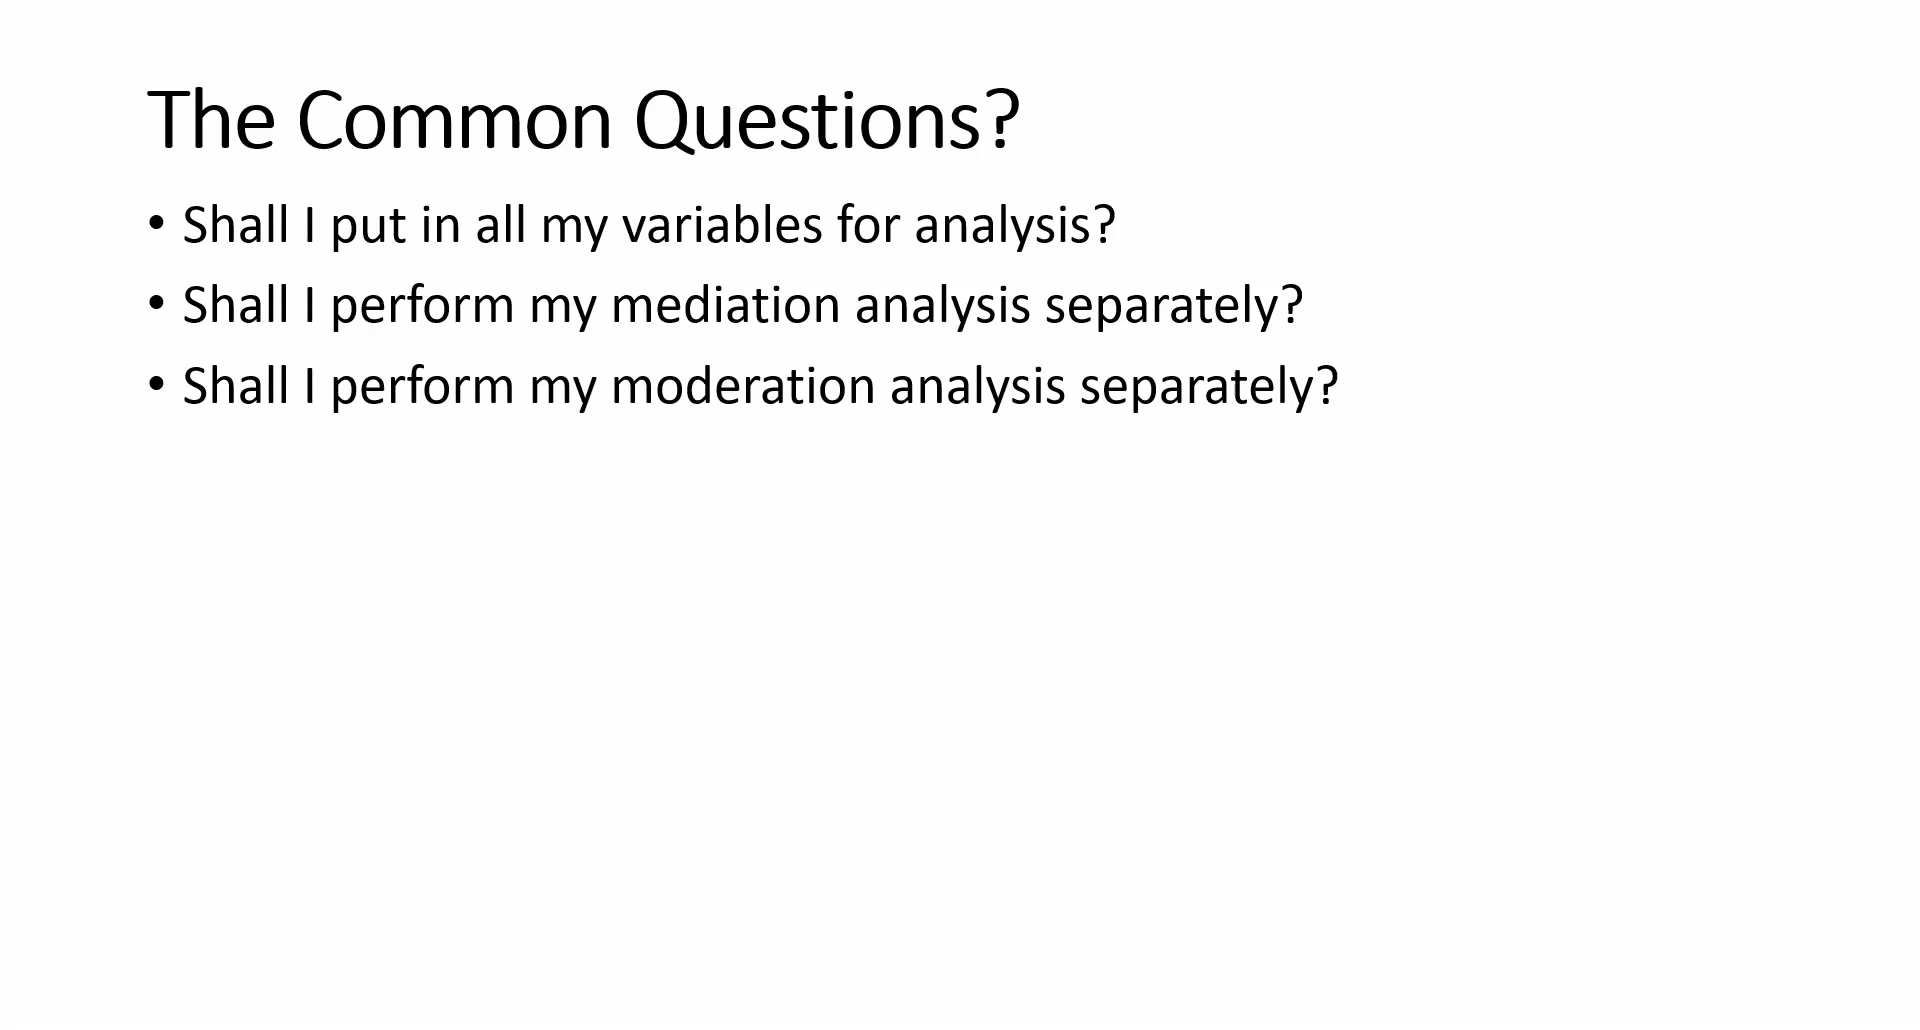 The Common Questions?
• Shall I put in all my variables for analysis?
• Shall I perform my mediation analysis separately?
• Shall I perform my moderation analysis separately?